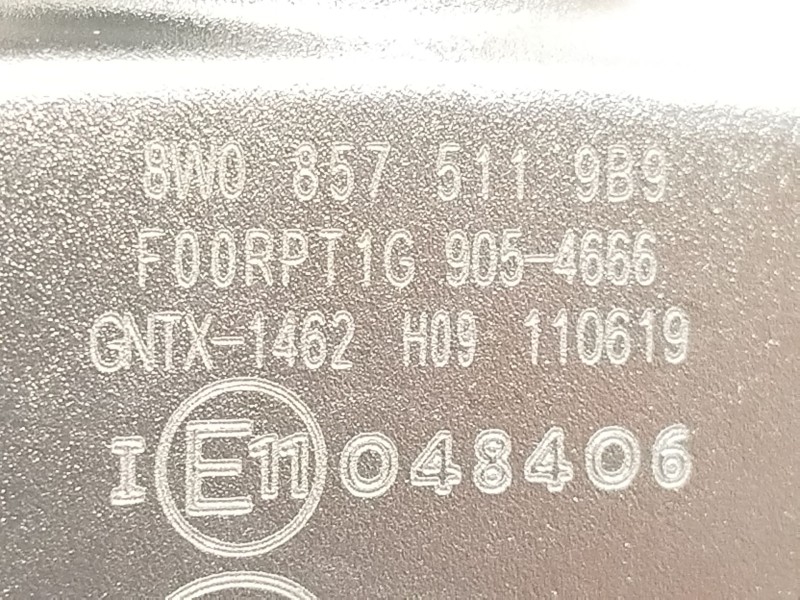 8W0 857 511 9B9
F00RPT1G 905-4666
GNTX-1462 H09 110619
I E11 048406